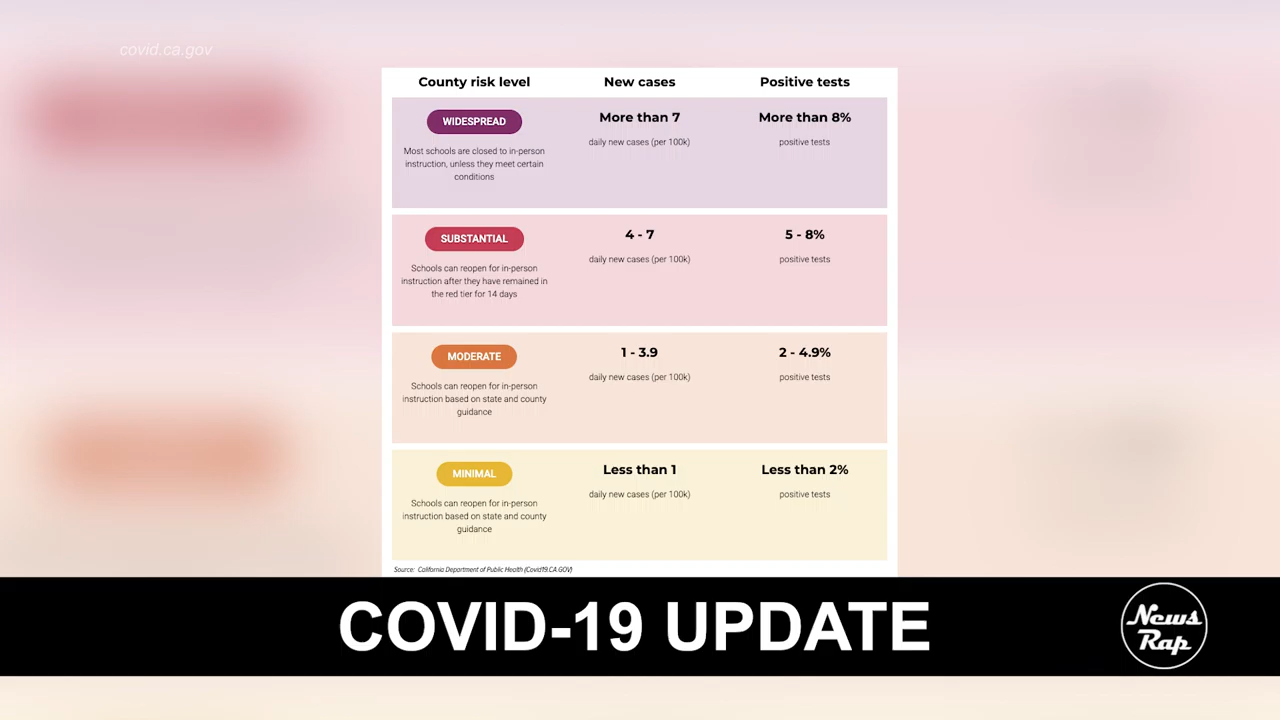 covid.ca.gov
County risk level New cases Positive tests
WIDESPREAD More than 7 More than 8%
daily new cases (per 100k) positive tests
Most schools are closed to in-person
instruction, unless they meet certain
conditions
SUBSTANTIAL 4 - 7 5 - 8%
daily new cases (per 100k) positive tests
Schools can reopen for in-person
instruction after they have remained in
the red tier for 14 days
MODERATE 1 - 3.9 2 - 4.9%
daily new cases (per 100k) positive tests
Schools can reopen for in-person
instruction based on state and county
guidance
MINIMAL Less than 1 Less than 2%
daily new cases (per 100k) positive tests
Schools can reopen for in-person
instruction based on state and county
guidance
Source: California Department of Public Health (Covid19.CA.GOV)
COVID-19 UPDATE
News
Rap